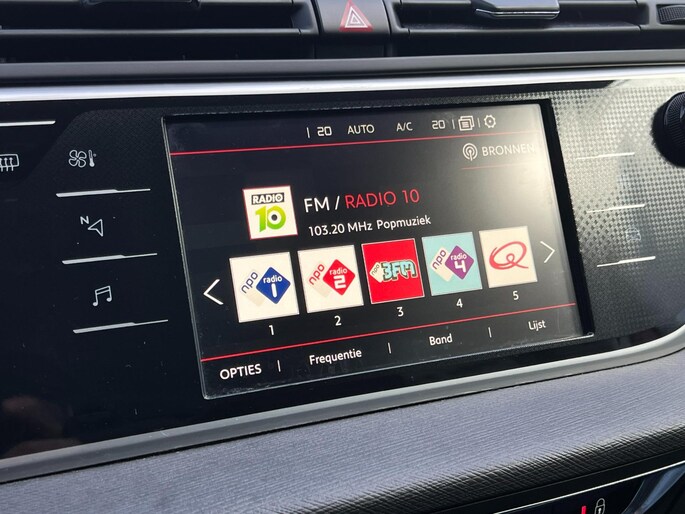 20 AUTO A/C 20
BRONNEN
RADIO
10
FM / RADIO 10
103.20 MHz Popmuziek
npo radio 1
npo radio 2
3FM
npo radio 4
Q
1 2 3 4 5
OPTIES Frequentie Band Lijst
N